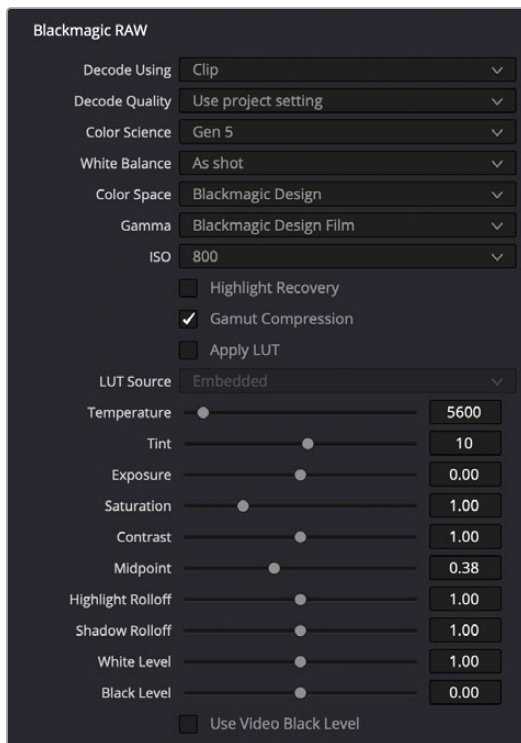 Blackmagic RAW
Decode Using Clip
Decode Quality Use project setting
Color Science Gen 5
White Balance As shot
Color Space Blackmagic Design
Gamma Blackmagic Design Film
ISO 800
Highlight Recovery
Gamut Compression
Apply LUT
LUT Source Embedded
Temperature 5600
Tint 10
Exposure 0.00
Saturation 1.00
Contrast 1.00
Midpoint 0.38
Highlight Rolloff 1.00
Shadow Rolloff 1.00
White Level 1.00
Black Level 0.00
Use Video Black Level